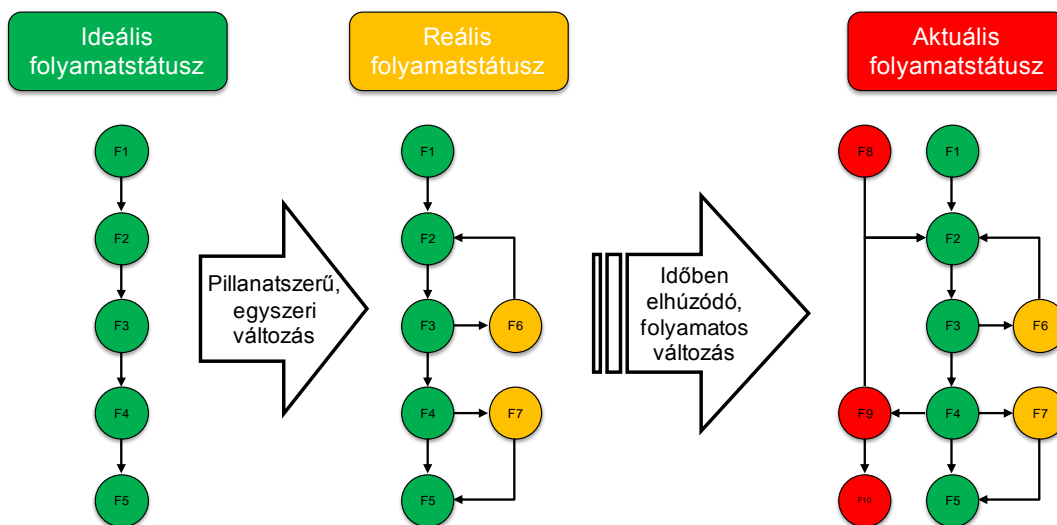 Ideális
folyamatstátusz
Reális
folyamatstátusz
Aktuális
folyamatstátusz
F1
F2
F3
F4
F5
Pillanatszerű,
egyszeri
változás
F1
F2
F3
F6
F4
F7
F5
Időben
elhúzódó,
folyamatos
változás
F8
F1
F2
F3
F6
F9
F4
F7
F10
F5